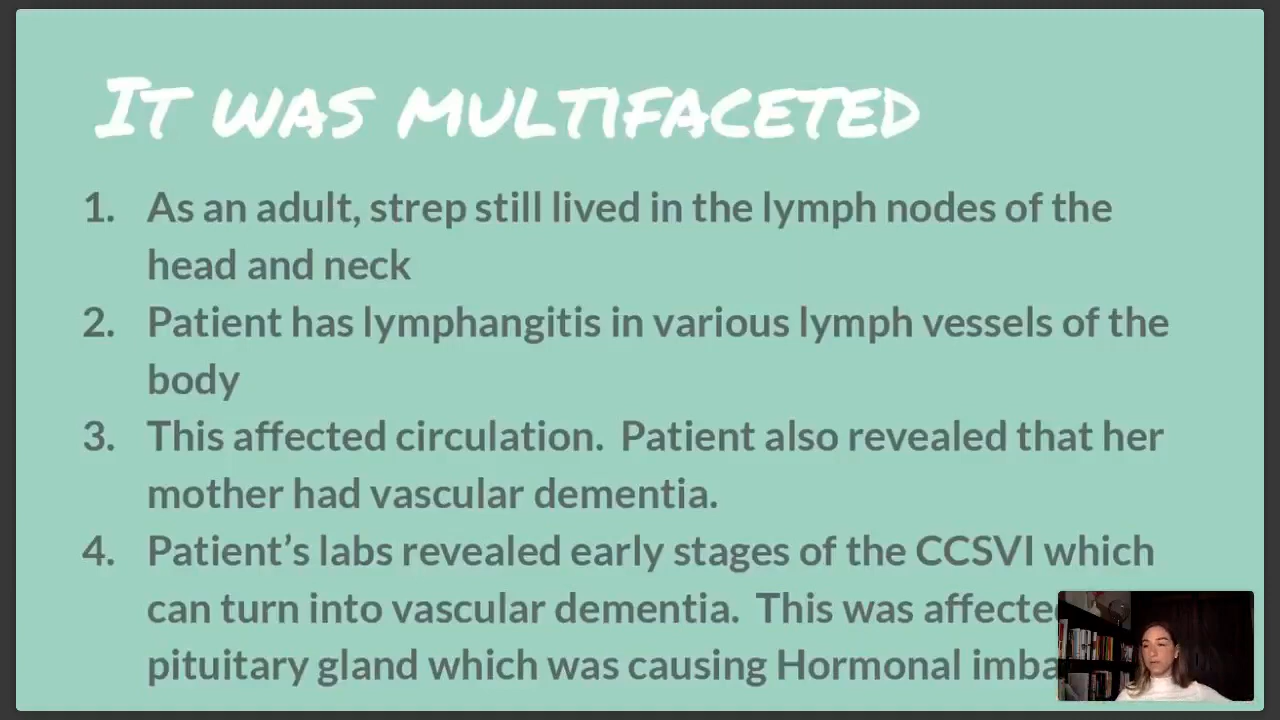 It was multifaceted
1. As an adult, strep still lived in the lymph nodes of the
head and neck
2. Patient has lymphangitis in various lymph vessels of the
body
3. This affected circulation.  Patient also revealed that her
mother had vascular dementia.
4. Patient’s labs revealed early stages of the CCSVI which
can turn into vascular dementia.  This was affecte
pituitary gland which was causing Hormonal imba